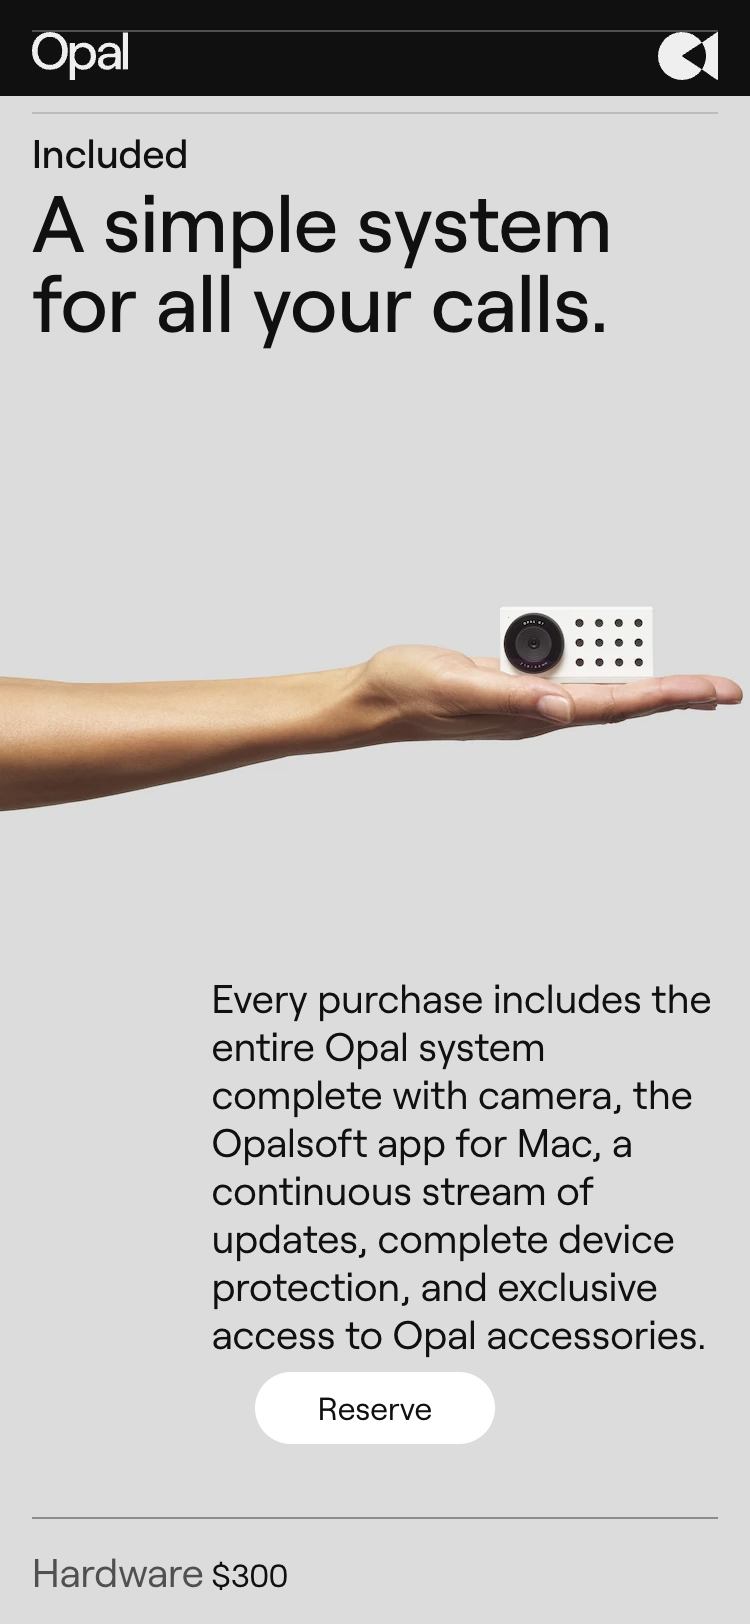 Opal
Included
A simple system
for all your calls.
Every purchase includes the
entire Opal system
complete with camera, the
Opalsoft app for Mac, a
continuous stream of
updates, complete device
protection, and exclusive
access to Opal accessories.
Reserve
Hardware $300